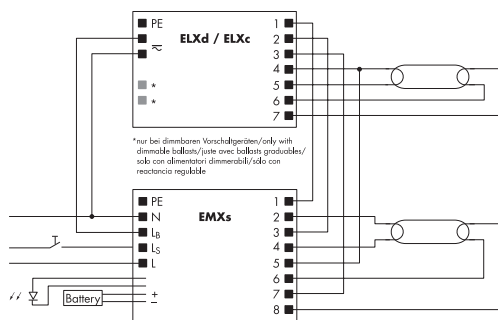 PE
ELXd / ELXc
1
2
3
4
*
5
*
6
7
*nur bei dimmbaren Vorschaltgeräten/only with
dimmable ballasts/juste avec ballasts graduables/
solo con alimentatori dimmerabili/sólo con
reactancia regulable
PE
EMXs
1
N
2
LB
3
LS
4
L
5
6
Battery
+
7
–
8